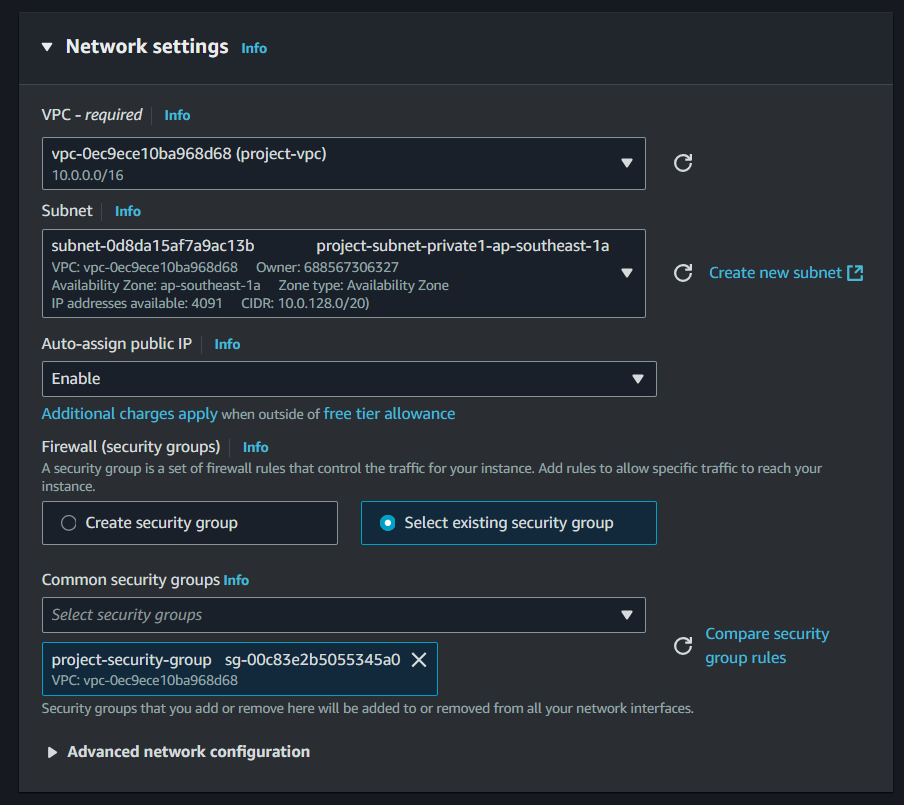 Network settings Info
VPC - required Info
vpc-0ec9ece10ba968d68 (project-vpc)
10.0.0.0/16
Subnet Info
subnet-0d8da15af7a9ac13b project-subnet-private1-ap-southeast-1a
VPC: vpc-0ec9ece10ba968d68 Owner: 688567306327
Availability Zone: ap-southeast-1a Zone type: Availability Zone
IP addresses available: 4091 CIDR: 10.0.128.0/20)
Create new subnet
Auto-assign public IP Info
Enable
Additional charges apply when outside of free tier allowance
Firewall (security groups) Info
A security group is a set of firewall rules that control the traffic for your instance. Add rules to allow specific traffic to reach your
instance.
Create security group
Select existing security group
Common security groups Info
Select security groups
project-security-group sg-00c83e2b5055345a0
VPC: vpc-0ec9ece10ba968d68
Compare security
group rules
Security groups that you add or remove here will be added to or removed from all your network interfaces.
Advanced network configuration